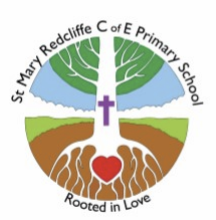 St Mary Redcliffe C of E Primary School
Rooted in Love